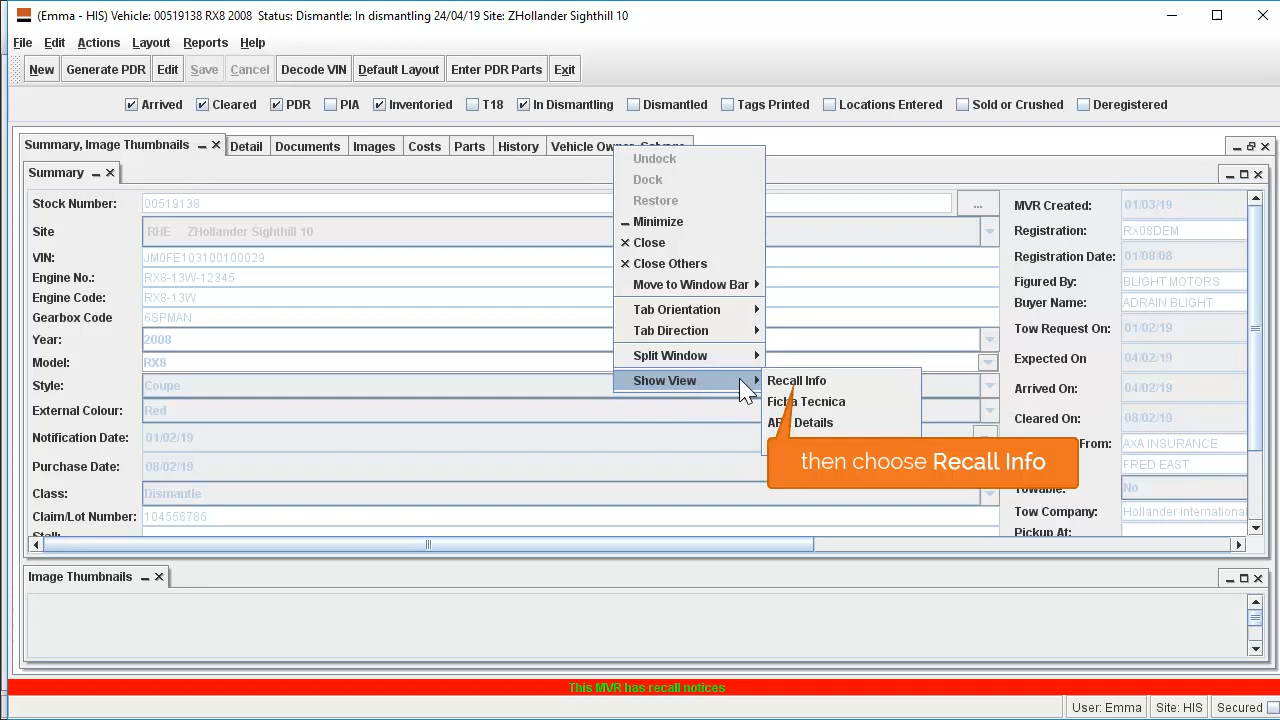 (Emma - HIS) Vehicle: 00519138 RX8 2008 Status: Dismantle: In dismantling 24/04/19 Site: ZHollander Sighthill 10
File Edit Actions Layout Reports Help
New Generate PDR Edit Save Cancel Decode VIN Default Layout Enter PDR Parts Exit
Arrived Cleared PDR PIA Inventoried T18 In Dismantling Dismantled Tags Printed Locations Entered Sold or Crushed Deregistered
Summary, Image Thumbnails Detail Documents Images Costs Parts History Vehicle
Summary
Stock Number: 00519138 ...
Site RHE ZHollander Sighthill 10
VIN: JM0FE103100100029
Engine No.: RX8-13W-12345
Engine Code: RX8-13W
Gearbox Code 6SPMAN
Year: 2008
Model: RX8
Style: Coupe
External Colour: Red
Notification Date: 01/02/19
Purchase Date: 08/02/19
Class: Dismantle
Claim/Lot Number: 104556786
MVR Created: 01/03/19
Registration: RX08DEM
Registration Date: 01/08/08
Figured By: BLIGHT MOTORS
Buyer Name: ADRAIN BLIGHT
Tow Request On: 01/02/19
Expected On 04/02/19
Arrived On: 04/02/19
Cleared On: 08/02/19
From: AXA INSURANCE
FRED EAST
Towable: No
Tow Company: Hollander international
Pickup At:
Undock
Dock
Restore
Minimize
Close
Close Others
Move to Window Bar
Tab Orientation
Tab Direction
Split Window
Show View
Recall Info
Ficha Tecnica
Details
then choose Recall Info
Image Thumbnails
This MVR has recall notices
User: Emma Site: HIS Secured